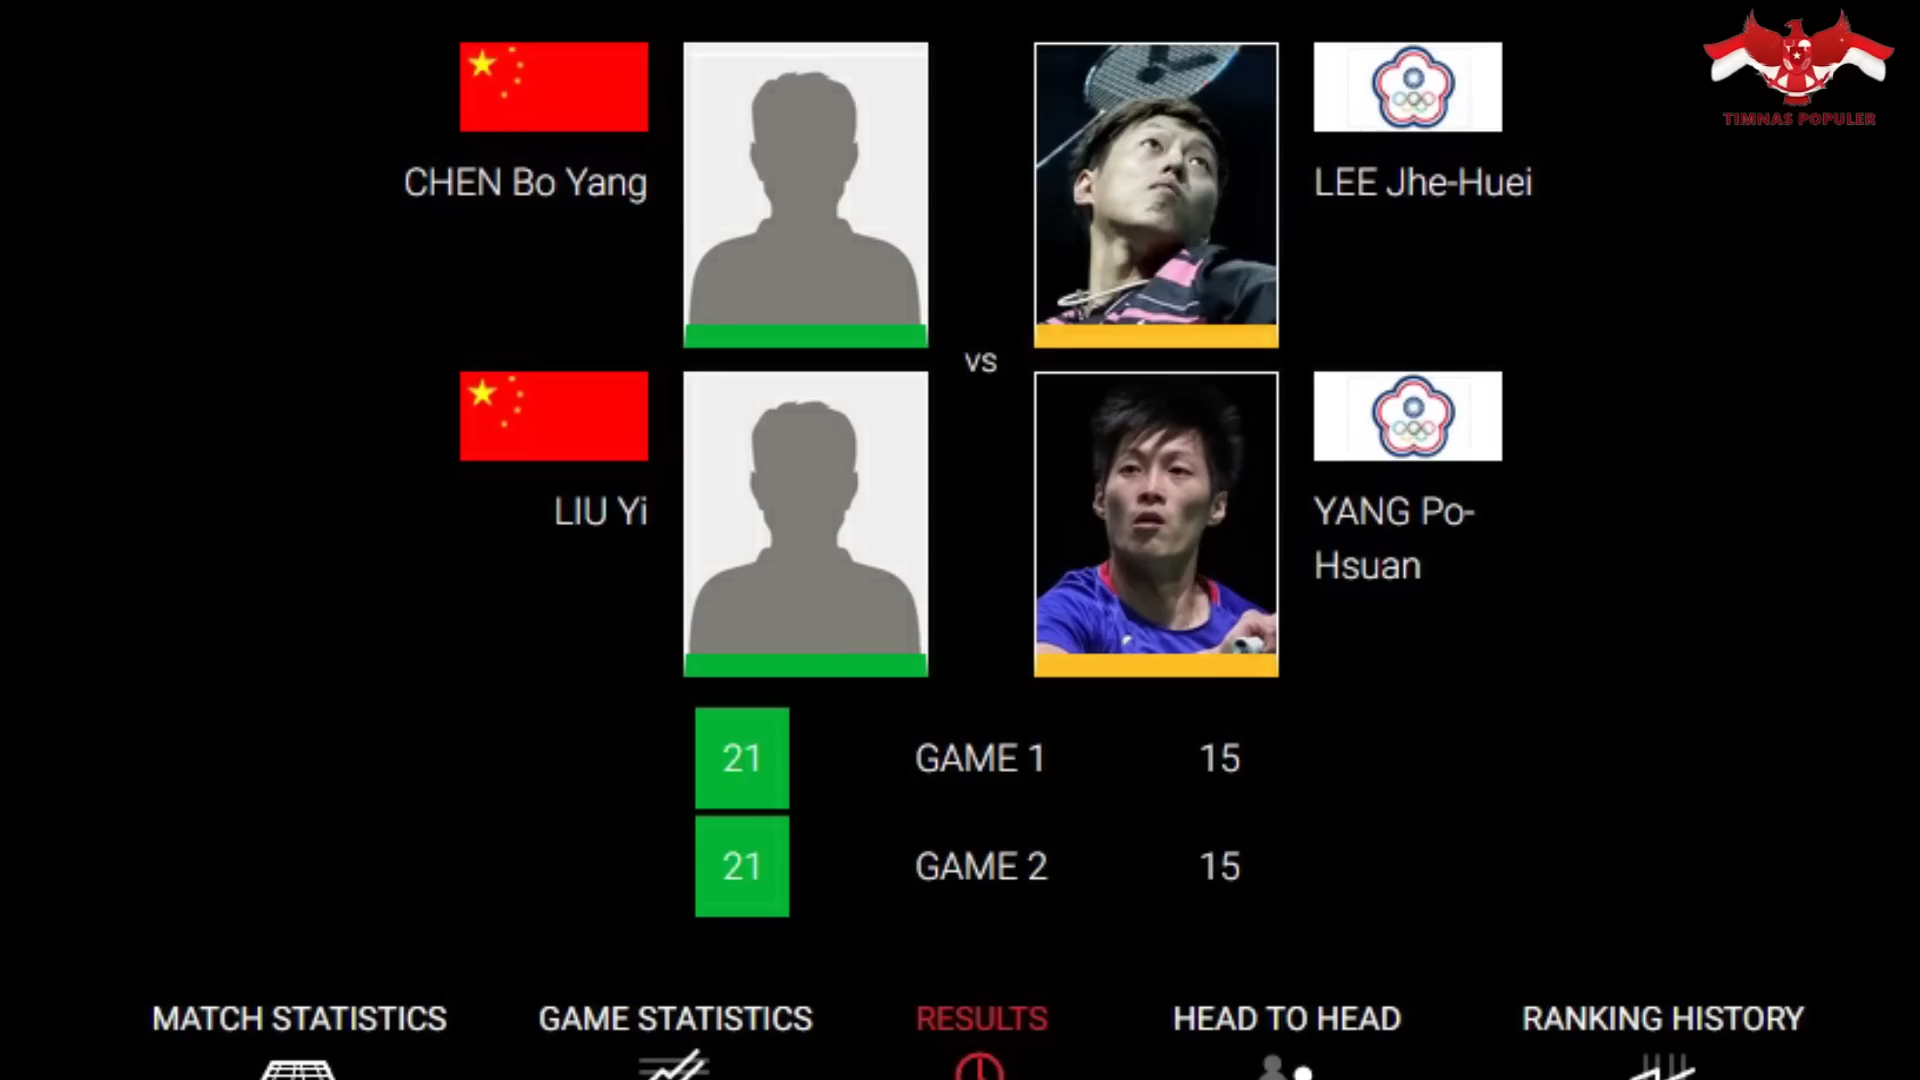 TIMNAS POPULER
CHEN Bo Yang
LEE Jhe-Huei
vs
LIU Yi
YANG Po-
Hsuan
21 GAME 1 15
21 GAME 2 15
MATCH STATISTICS GAME STATISTICS RESULTS HEAD TO HEAD RANKING HISTORY